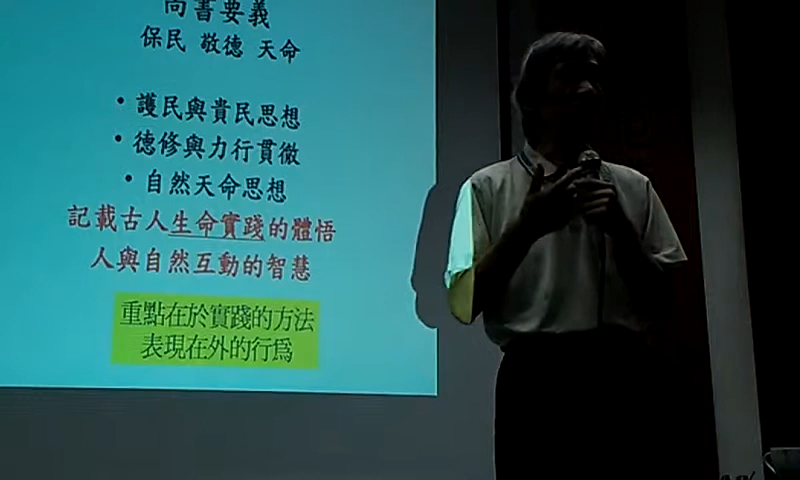 尚書要義
保民 敬德 天命
• 護民與貴民思想
• 德修與力行貫徹
• 自然天命思想
記載古人生命實踐的體悟
人與自然互動的智慧
重點在於實踐的方法
表現在外的行為